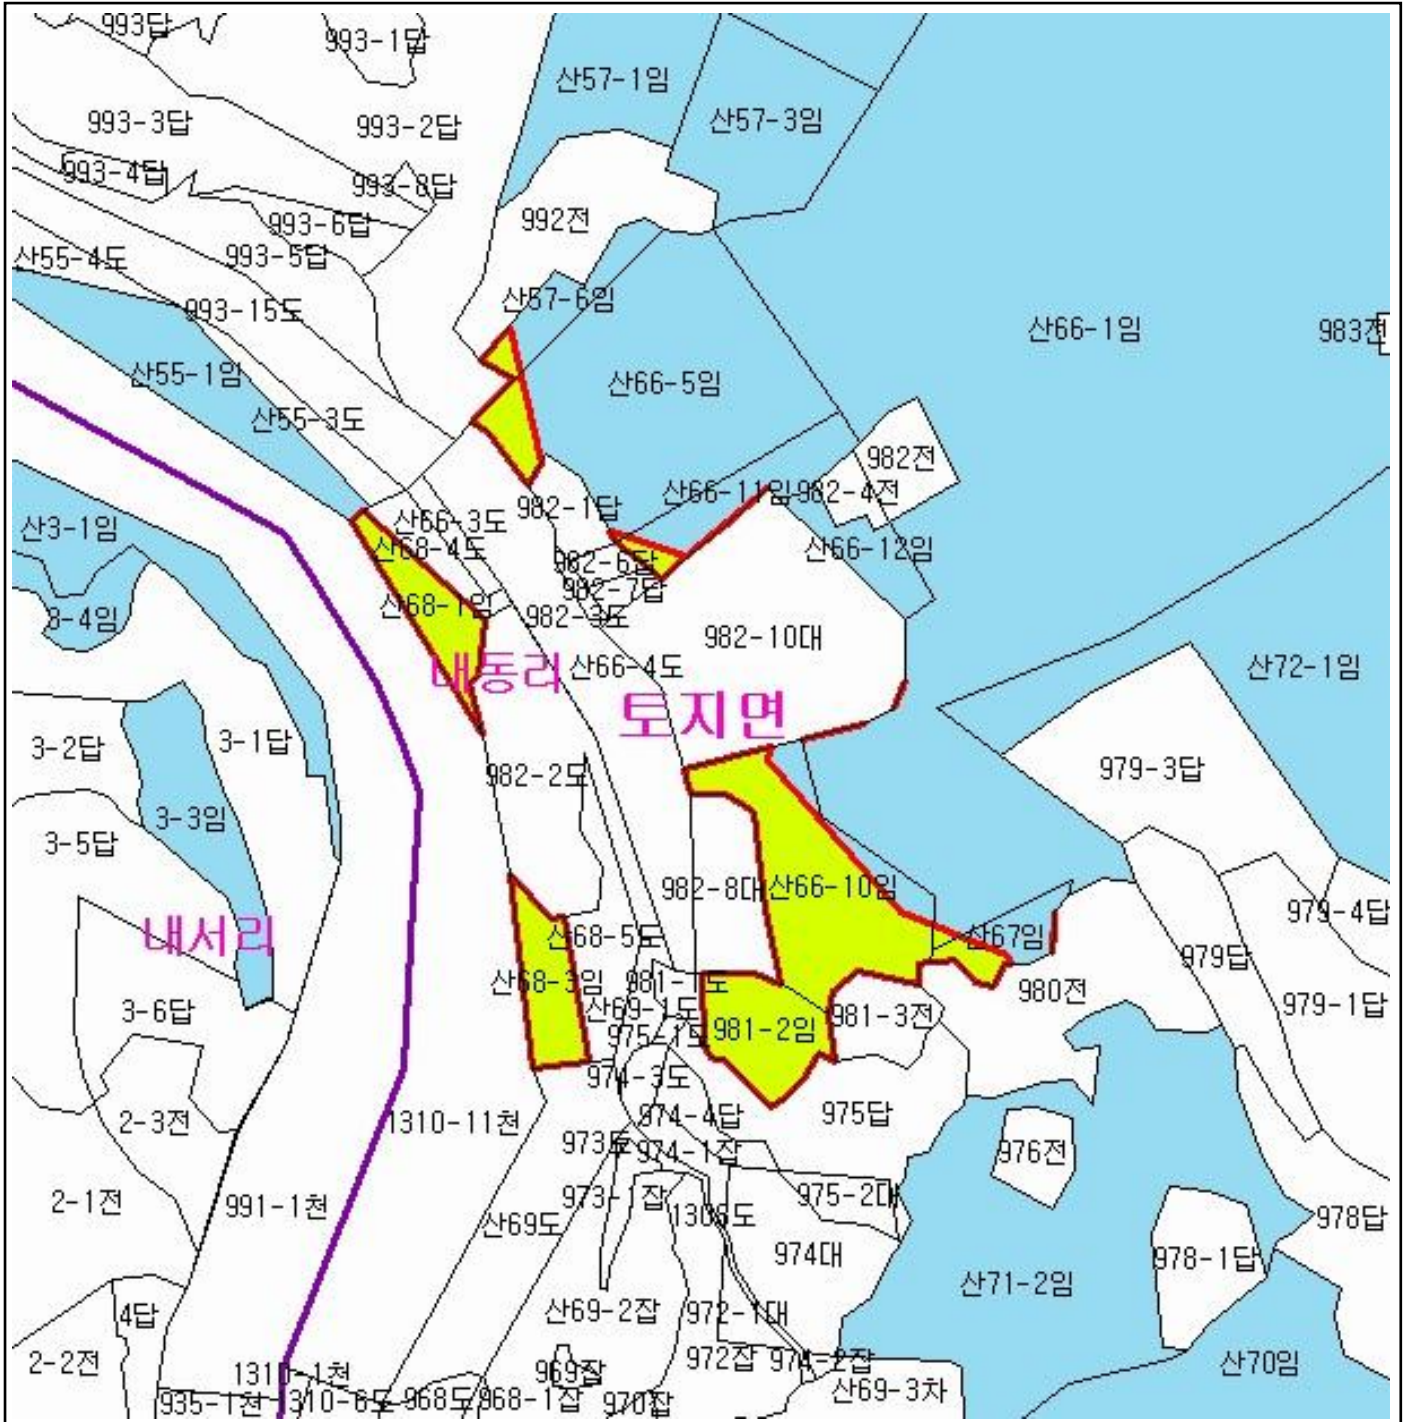 993답
993-1답
산57-1임
993-3답
993-2답
산57-3임
993-4답
993-8답
993-6답
992전
산55-4도
993-5답
993-15도
산57-6임
산66-1임
983전
산55-1임
산66-5임
산55-3도
982전
산66-11임
982-4전
982-1답
산66-3도
산3-1임
산68-4도
산66-12임
982-6답
982-7답
3-4임
산68-1임
982-3도
982-10대
내동리
산66-4도
산72-1임
토지면
3-2답
3-1답
982-2도
979-3답
3-3임
3-5답
982-8대
산66-10임
979-4답
내서리
산68-5도
산67임
979답
산68-3임
981-1도
980전
3-6답
산69-1도
981-3전
979-1답
975-1도
981-2임
974-3도
2-3전
1310-11천
974-4답
975답
973도
974-1잡
976전
2-1전
991-1천
973-1잡
975-2대
산69도
978답
974대
978-1답
산71-2임
4답
산69-2잡
972-1대
2-2전
1310-1천
969잡
972잡
974-2잡
산70임
935-1천
1310-6도
968도
968-1잡
970잡
산69-3차